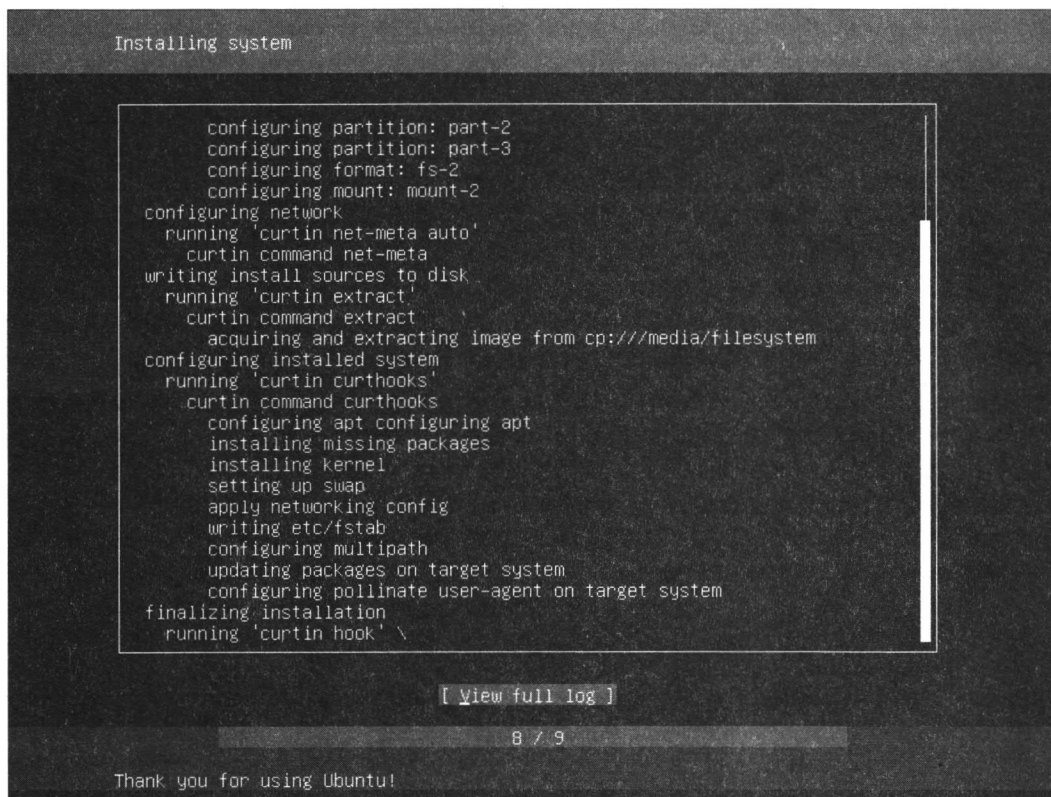 Installing system
configuring partition: part-2
configuring partition: part-3
configuring format: fs-2
configuring mount: mount-2
configuring network
running 'curtin net-meta auto'
curtin command net-meta
writing install sources to disk
running 'curtin extract'
curtin command extract
acquiring and extracting image from cp:///media/filesystem
configuring installed system
running 'curtin curthooks'
curtin command curthooks
configuring apt configuring apt
installing missing packages
installing kernel
setting up swap
apply networking config
writing etc/fstab
configuring multipath
updating packages on target system
configuring pollinate user-agent on target system
finalizing installation
running 'curtin hook' \
[ View full log ]
8 / 9
Thank you for using Ubuntu!